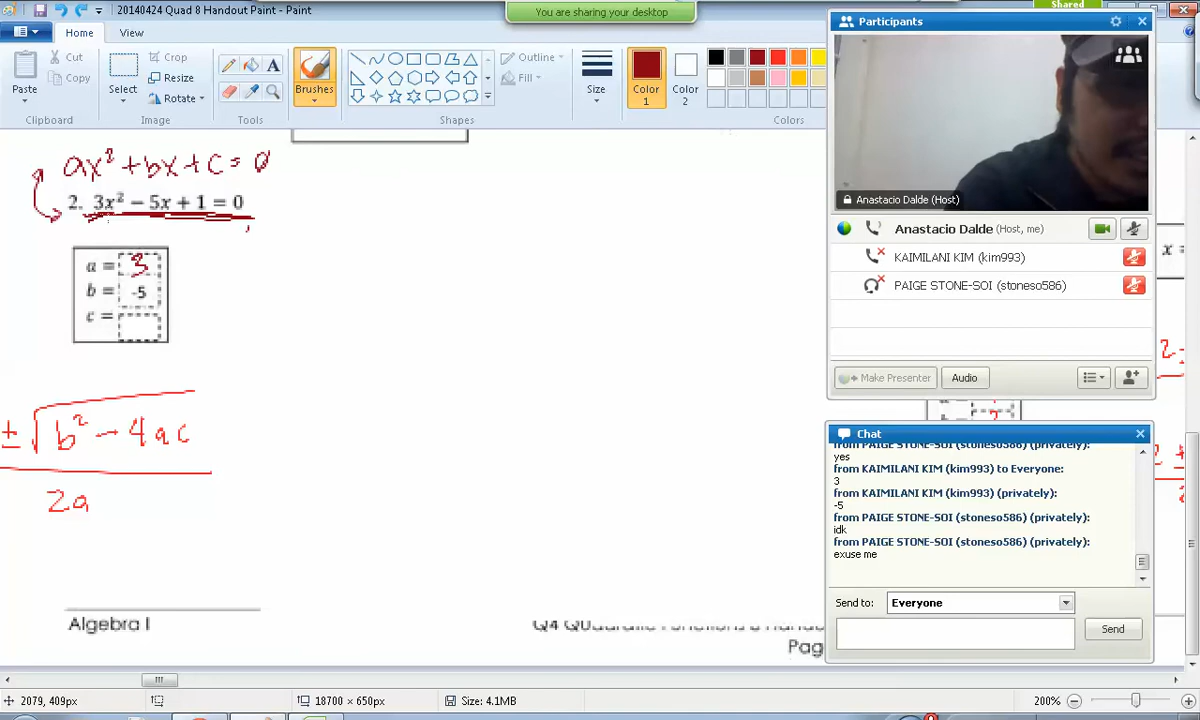 20140424 Quad 8 Handout Paint - Paint
You are sharing your desktop
Shared
Home
View
Paste
Cut
Copy
Clipboard
Select
Crop
Resize
Rotate
Image
A
Tools
Brushes
Outline
Fill
Shapes
Size
Color 1
Color 2
Colors
ax² + bx + c = 0
2. 3x² − 5x + 1 = 0
a = 3
b = -5
c =
± √b² − 4ac
2a
x =
Algebra I
Pag
Participants
Anastacio Dalde (Host)
Anastacio Dalde (Host, me)
KAIMILANI KIM (kim993)
PAIGE STONE-SOI (stoneso586)
Make Presenter
Audio
Chat
from PAIGE STONE-SOI (stoneso586) (privately):
yes
from KAIMILANI KIM (kim993) to Everyone:
3
from KAIMILANI KIM (kim993) (privately):
-5
from PAIGE STONE-SOI (stoneso586) (privately):
idk
from PAIGE STONE-SOI (stoneso586) (privately):
exuse me
Send to:
Everyone
Send
2079, 409px
18700 × 650px
Size: 4.1MB
200%